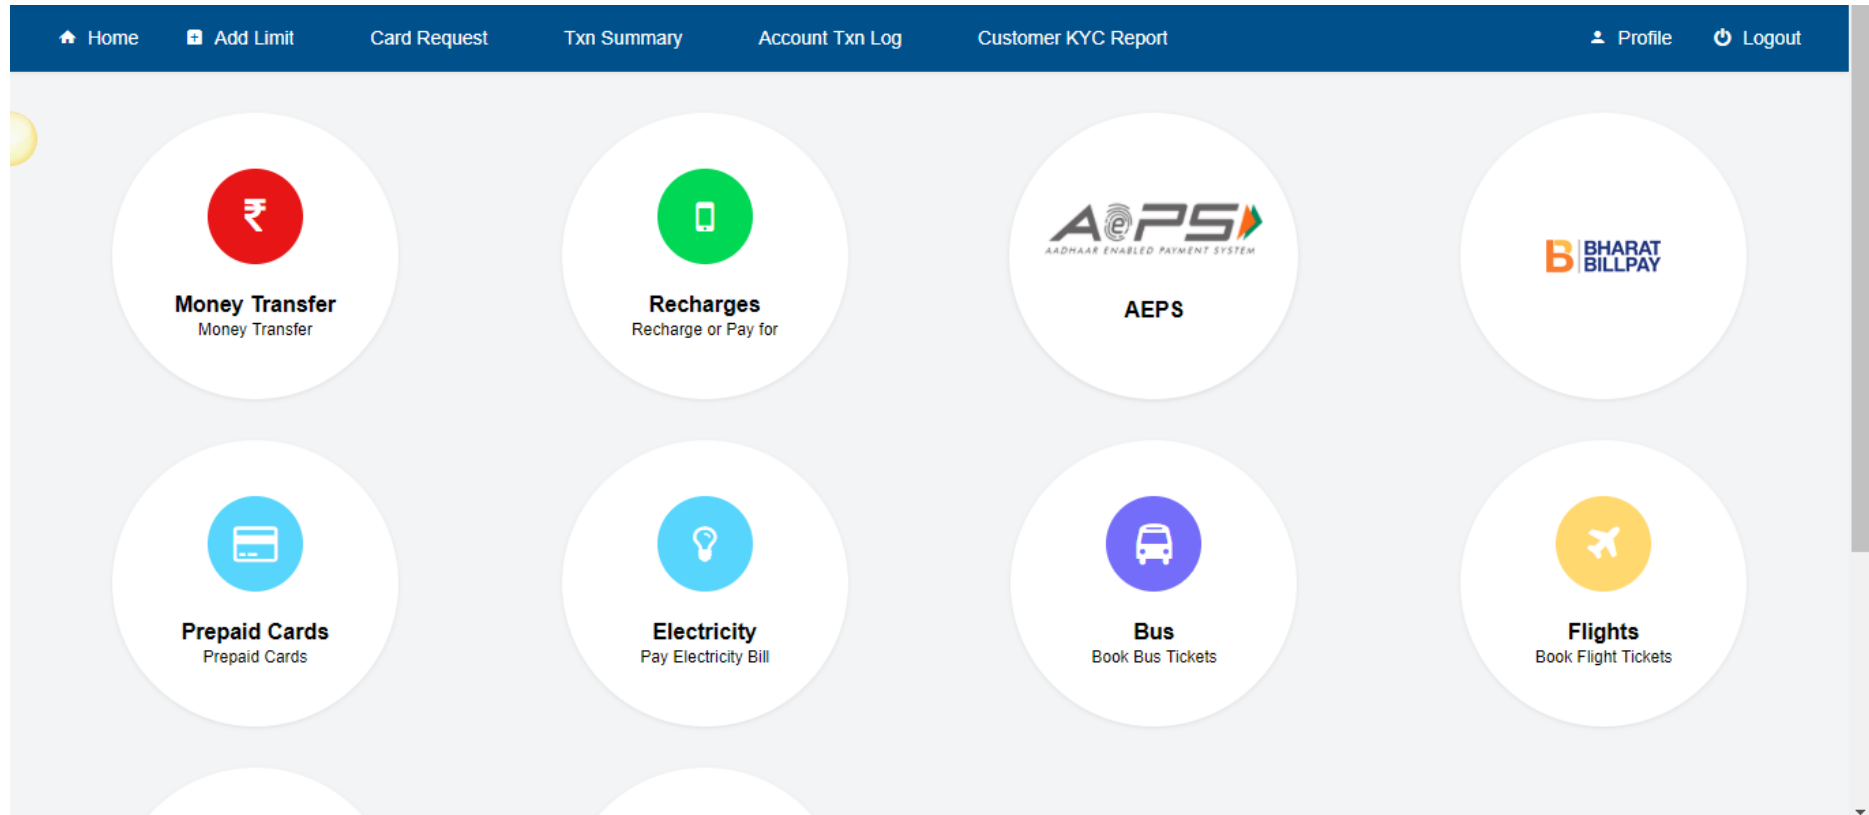 Home Add Limit Card Request Txn Summary Account Txn Log Customer KYC Report Profile Logout
₹
Money Transfer
Money Transfer
Recharges
Recharge or Pay for
AePS
AADHAAR ENABLED PAYMENT SYSTEM
AEPS
B BHARAT
BILLPAY
Prepaid Cards
Prepaid Cards
Electricity
Pay Electricity Bill
Bus
Book Bus Tickets
Flights
Book Flight Tickets